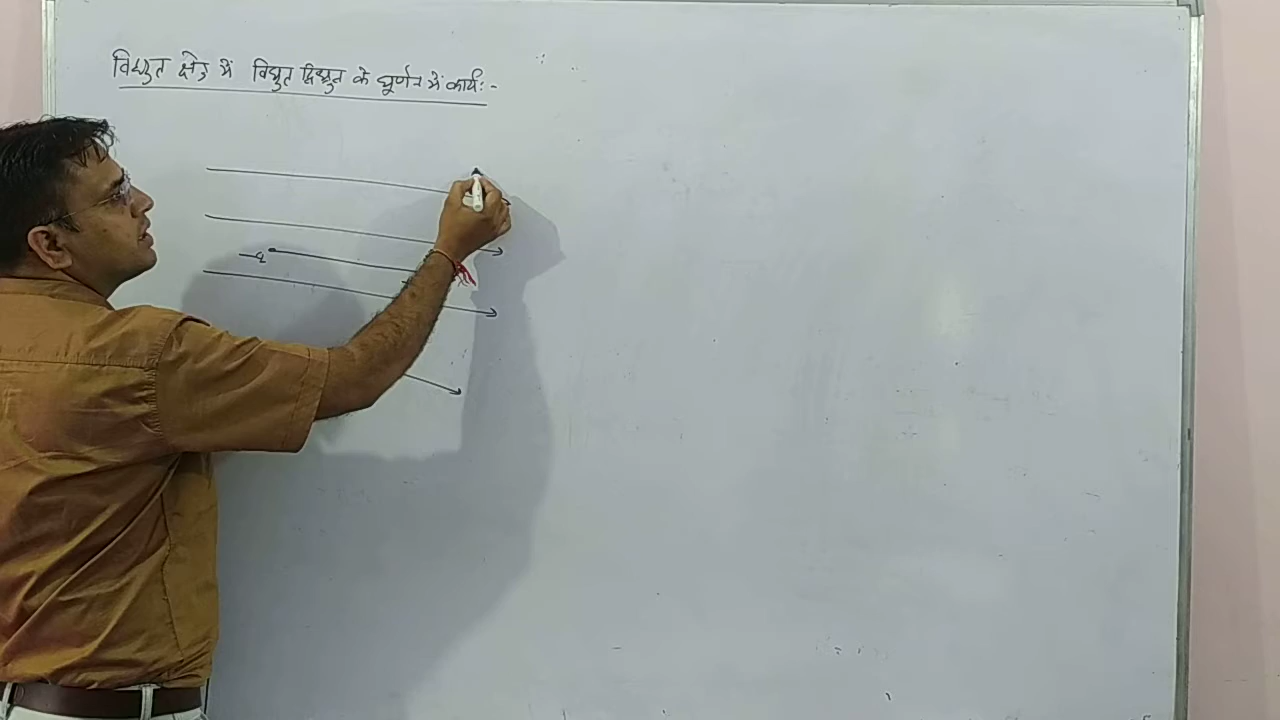 विद्युत क्षेत्र में विद्युत द्विध्रुत के घूर्णन में कार्य:-
-q